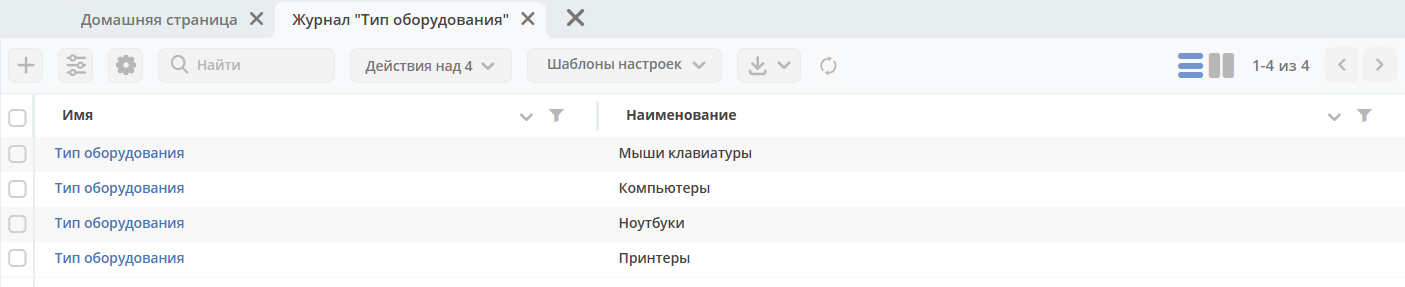 Домашняя страница Журнал "Тип оборудования"
Найти Действия над 4 Шаблоны настроек 1-4 из 4
Имя Наименование
Тип оборудования Мыши клавиатуры
Тип оборудования Компьютеры
Тип оборудования Ноутбуки
Тип оборудования Принтеры